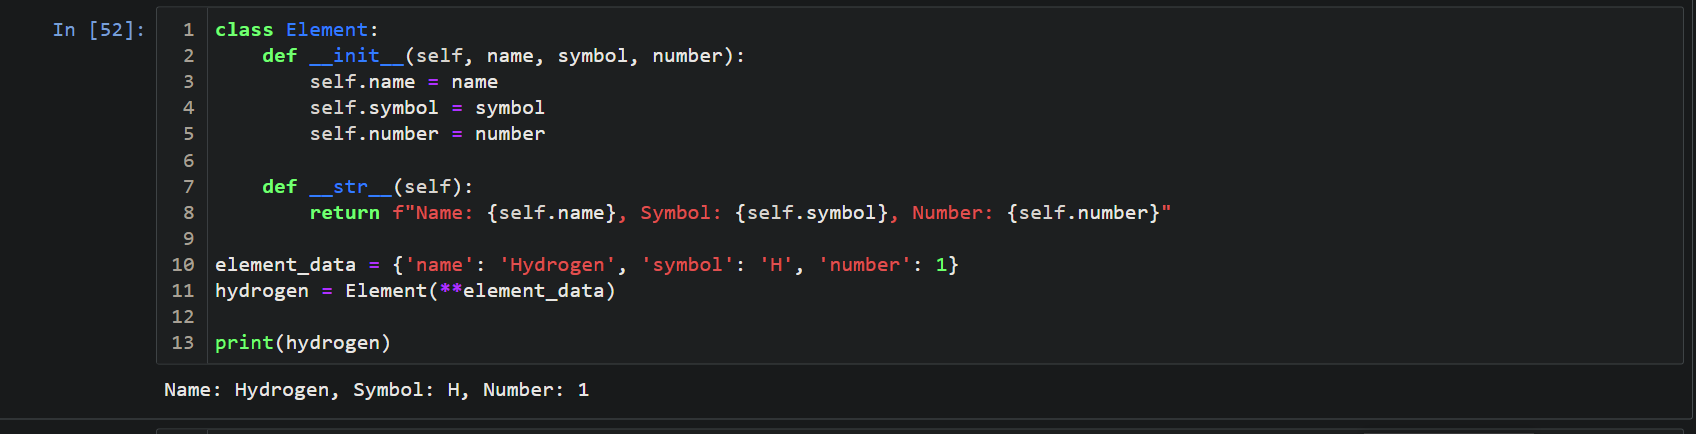 In [52]:
1 class Element:
2     def __init__(self, name, symbol, number):
3         self.name = name
4         self.symbol = symbol
5         self.number = number
6
7     def __str__(self):
8         return f"Name: {self.name}, Symbol: {self.symbol}, Number: {self.number}"
9
10 element_data = {'name': 'Hydrogen', 'symbol': 'H', 'number': 1}
11 hydrogen = Element(**element_data)
12
13 print(hydrogen)
Name: Hydrogen, Symbol: H, Number: 1